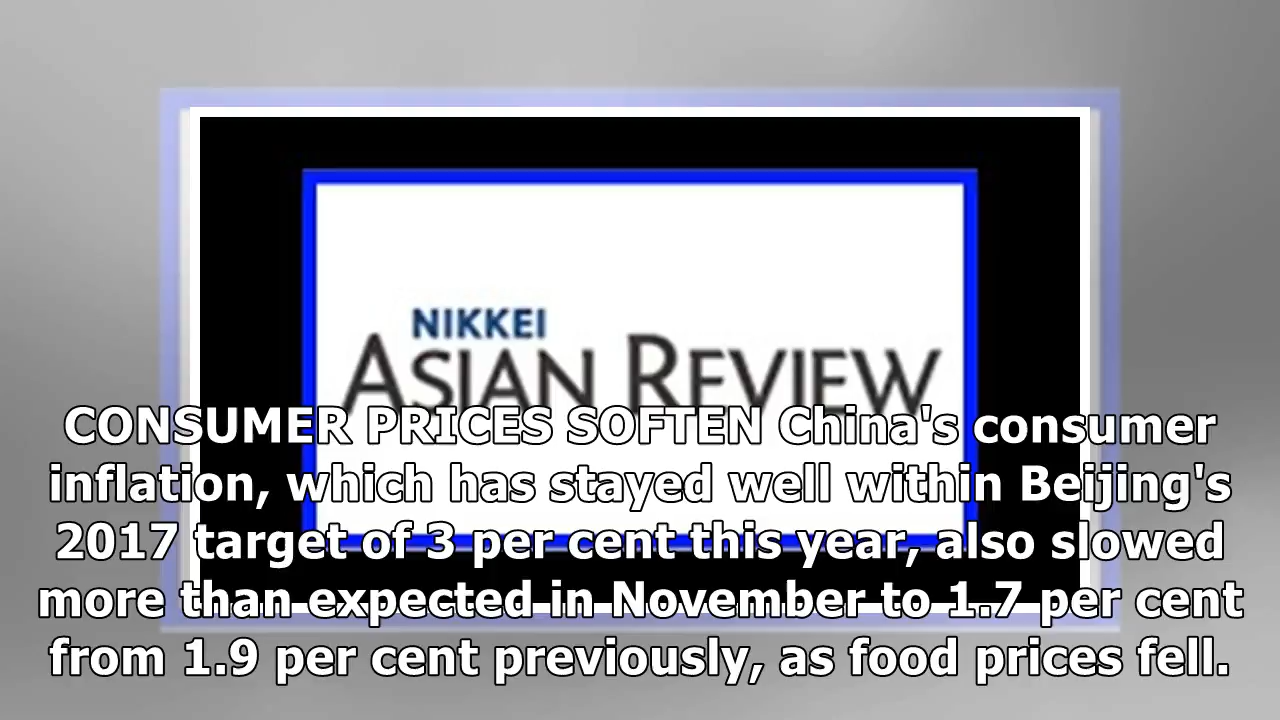 NIKKEI
ASIAN REVIEW
CONSUMER PRICES SOFTEN China's consumer
inflation, which has stayed well within Beijing's
2017 target of 3 per cent this year, also slowed
more than expected in November to 1.7 per cent
from 1.9 per cent previously, as food prices fell.